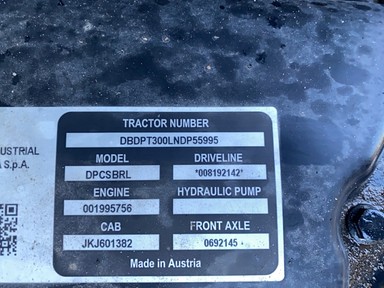 TRACTOR NUMBER
DBDPT300LNDP55995
MODEL DRIVELINE
DPCSBRL *008192142*
ENGINE HYDRAULIC PUMP
001995756
CAB FRONT AXLE
JKJ601382 0692145
Made in Austria
USTRIAL
S.p.A.